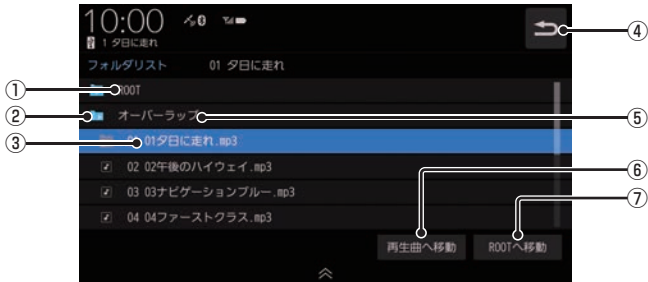 10:00
1 夕日に走れ
フォルダリスト 01 夕日に走れ
④
① ROOT
② オーバーラップ ⑤
③ 01夕日に走れ.mp3
02 02午後のハイウェイ.mp3
03 03ナビゲーションブルー.mp3
04 04ファーストクラス.mp3
⑥
⑦
再生曲へ移動 ROOTへ移動